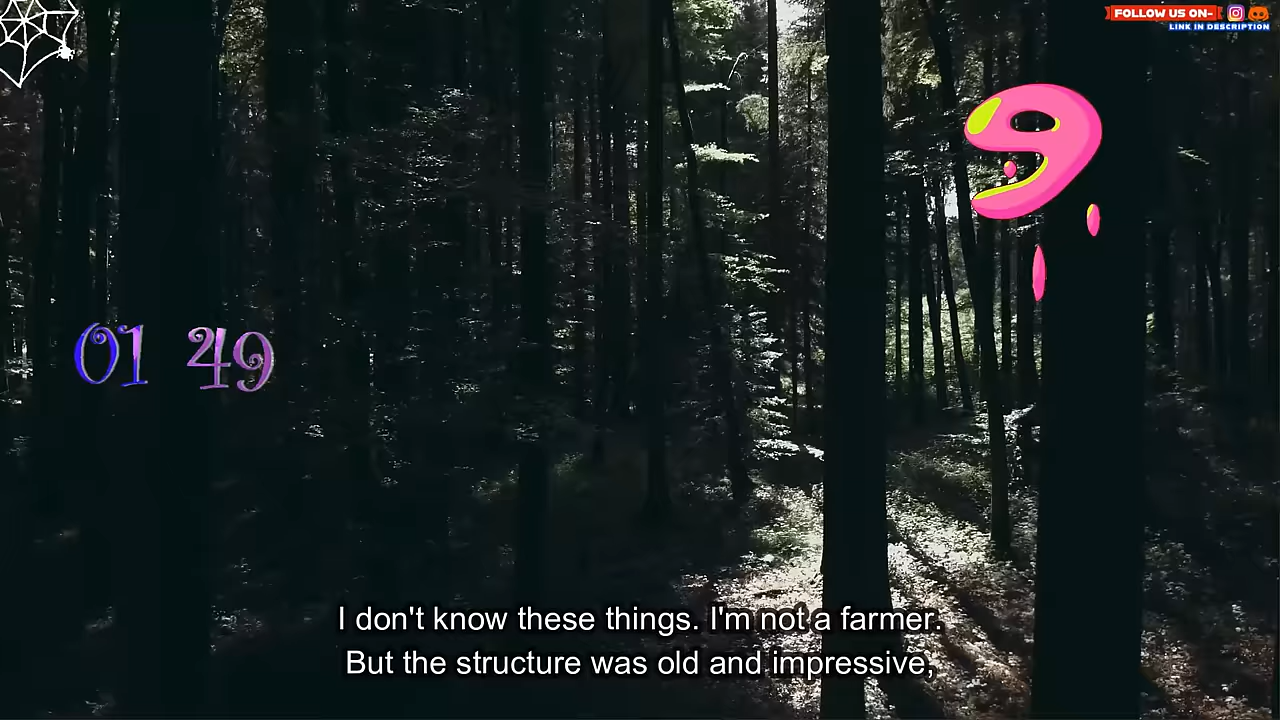 FOLLOW US ON-
LINK IN DESCRIPTION
9
01 49
I don't know these things. I'm not a farmer.
But the structure was old and impressive,